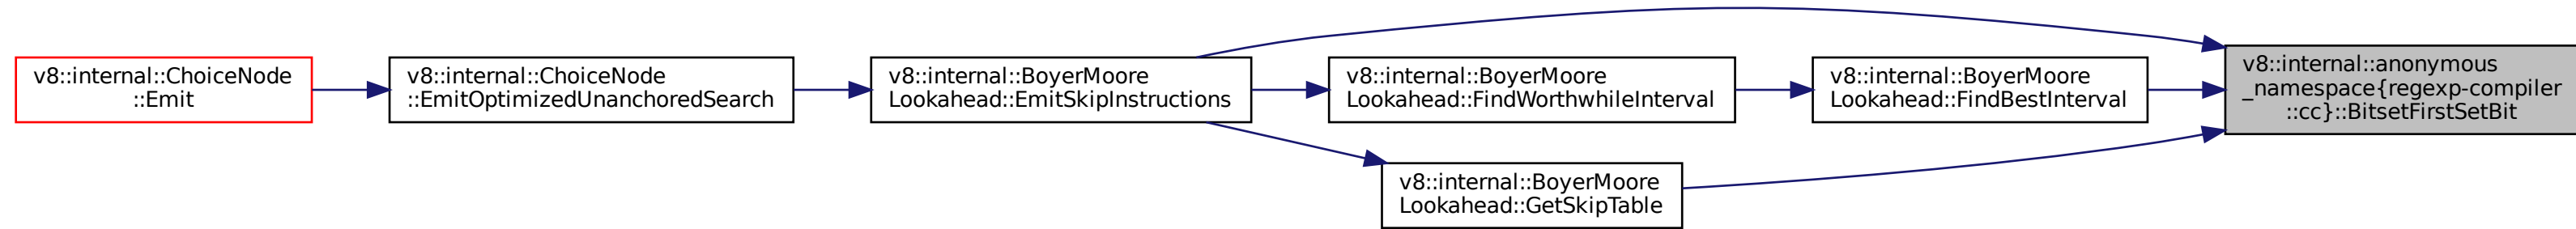 v8::internal::ChoiceNode
::Emit
v8::internal::ChoiceNode
::EmitOptimizedUnanchoredSearch
v8::internal::BoyerMoore
Lookahead::EmitSkipInstructions
v8::internal::BoyerMoore
Lookahead::FindWorthwhileInterval
v8::internal::BoyerMoore
Lookahead::FindBestInterval
v8::internal::anonymous
_namespace{regexp-compiler
::cc}::BitsetFirstSetBit
v8::internal::BoyerMoore
Lookahead::GetSkipTable